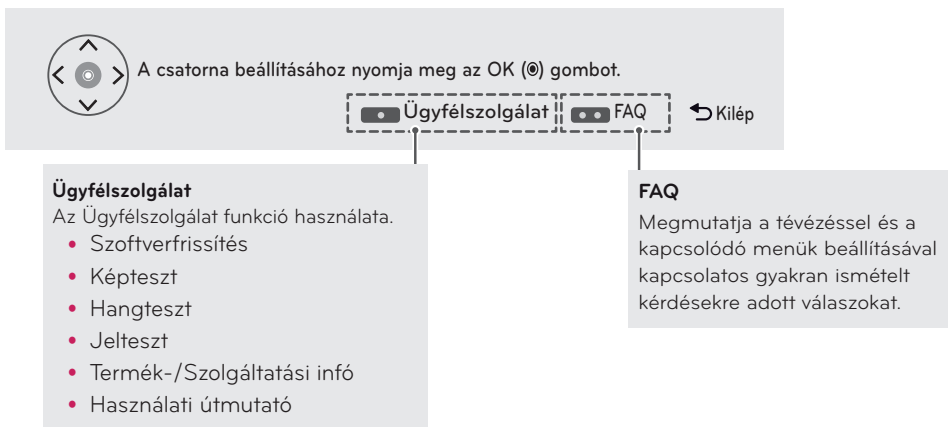 A csatorna beállításához nyomja meg az OK (◉) gombot.
Ügyfélszolgálat FAQ Kilép
Ügyfélszolgálat
Az Ügyfélszolgálat funkció használata.
• Szoftverfrissítés
• Képteszt
• Hangteszt
• Jelteszt
• Termék-/Szolgáltatási infó
• Használati útmutató
FAQ
Megmutatja a tévézéssel és a
kapcsolódó menük beállításával
kapcsolatos gyakran ismételt
kérdésekre adott válaszokat.